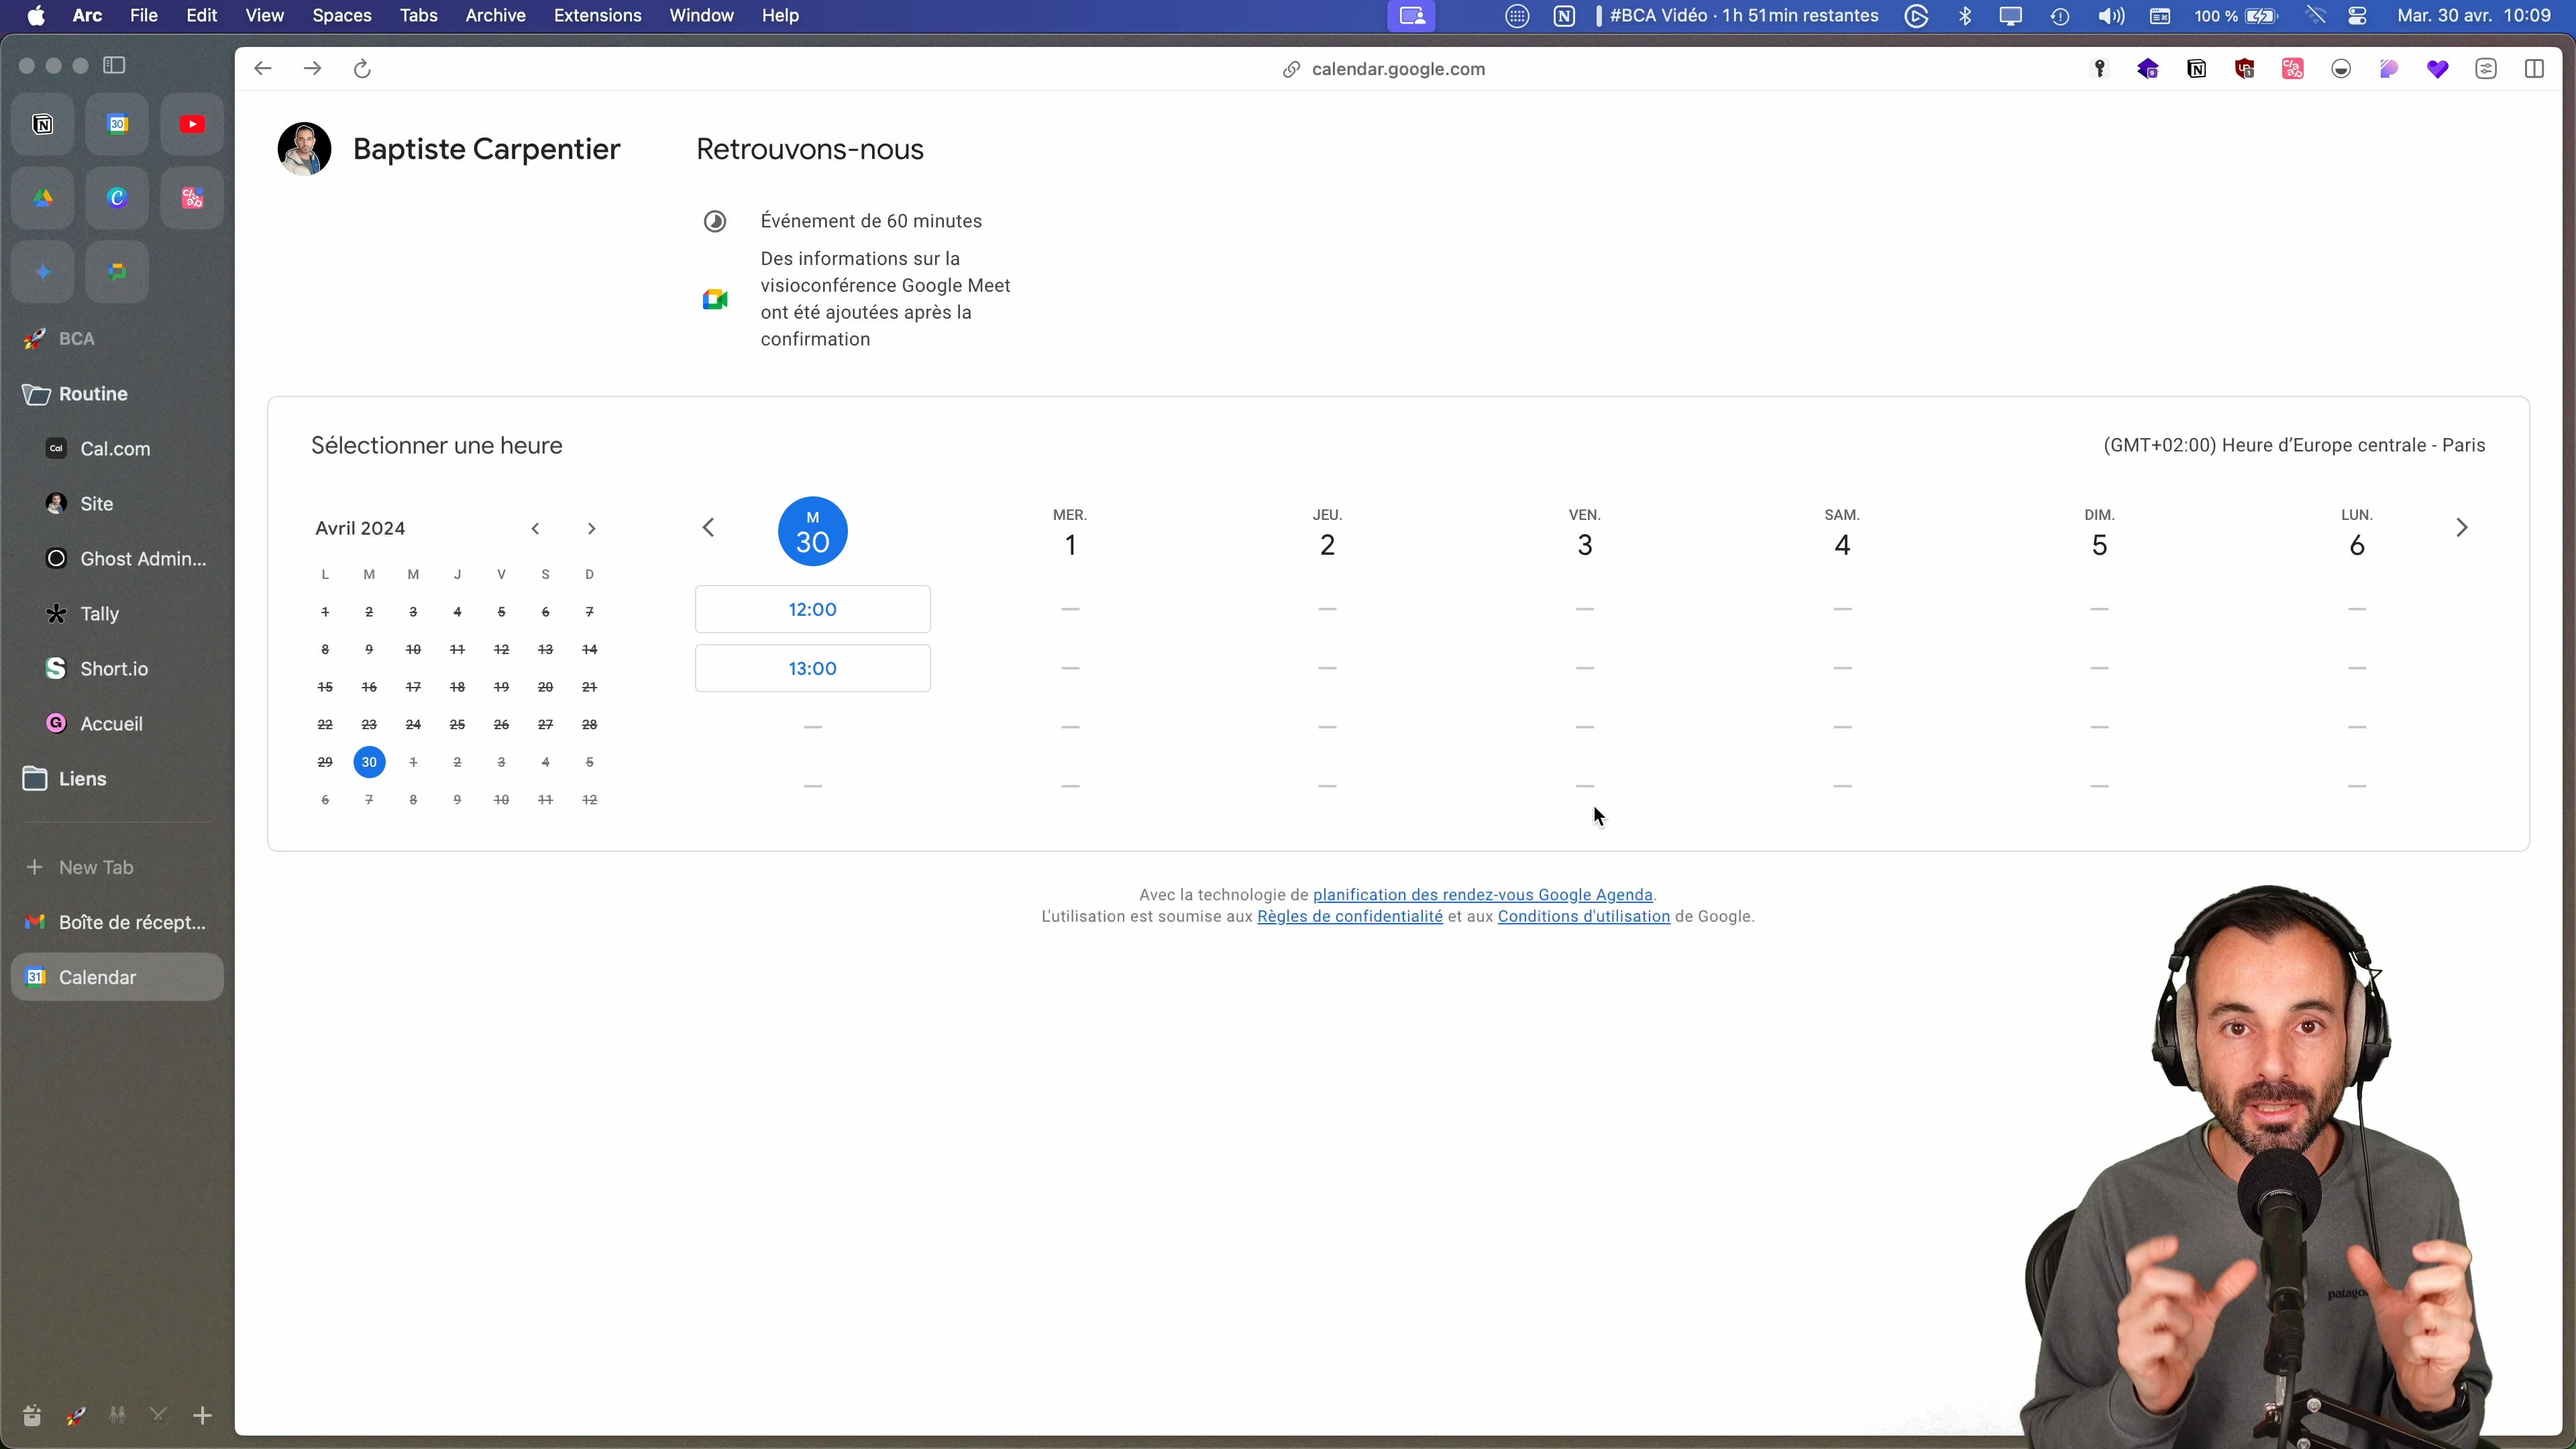 Arc File Edit View Spaces Tabs Archive Extensions Window Help
#BCA Vidéo · 1 h 51 min restantes
100 %
Mar. 30 avr. 10:09
calendar.google.com
30
BCA
Routine
Cal
Cal.com
Site
Ghost Admin...
Tally
Short.io
Accueil
Liens
New Tab
Boîte de récept...
31
Calendar
Baptiste Carpentier
Retrouvons-nous
Événement de 60 minutes
Des informations sur la
visioconférence Google Meet
ont été ajoutées après la
confirmation
Sélectionner une heure
(GMT+02:00) Heure d’Europe centrale - Paris
Avril 2024
L M M J V S D
1 2 3 4 5 6 7
8 9 10 11 12 13 14
15 16 17 18 19 20 21
22 23 24 25 26 27 28
29 30 1 2 3 4 5
6 7 8 9 10 11 12
M MER. JEU. VEN. SAM. DIM. LUN.
30 1 2 3 4 5 6
12:00 — — — — — —
13:00 — — — — — —
— — — — — — —
— — — — — — —
Avec la technologie de planification des rendez-vous Google Agenda.
L'utilisation est soumise aux Règles de confidentialité et aux Conditions d'utilisation de Google.